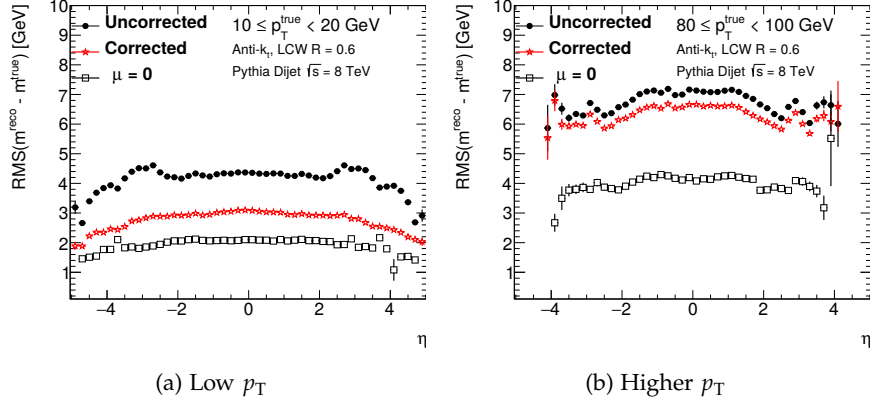 RMS(m^reco - m^true) [GeV]
10
9
8
7
6
5
4
3
2
1
Uncorrected
Corrected
μ = 0
10 ≤ p_T^true < 20 GeV
Anti-k_t, LCW R = 0.6
Pythia Dijet √s = 8 TeV
−4 −2 0 2 4
η
(a) Low p_T
RMS(m^reco - m^true) [GeV]
10
9
8
7
6
5
4
3
2
1
Uncorrected
Corrected
μ = 0
80 ≤ p_T^true < 100 GeV
Anti-k_t, LCW R = 0.6
Pythia Dijet √s = 8 TeV
−4 −2 0 2 4
η
(b) Higher p_T